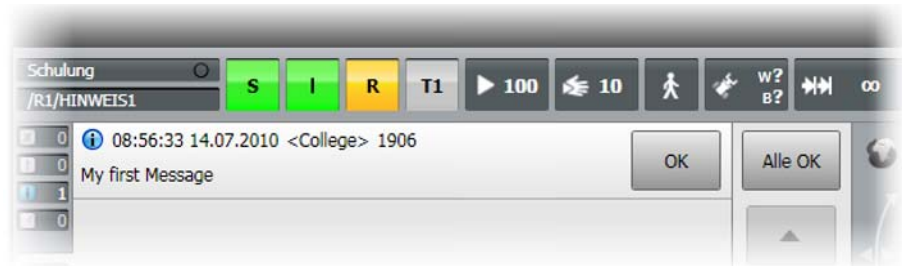 Schulung
/R1/HINWEIS1
S I R T1 100 10 W? B? ∞
0
0
1
0
08:56:33 14.07.2010 <College> 1906
My first Message
OK
Alle OK